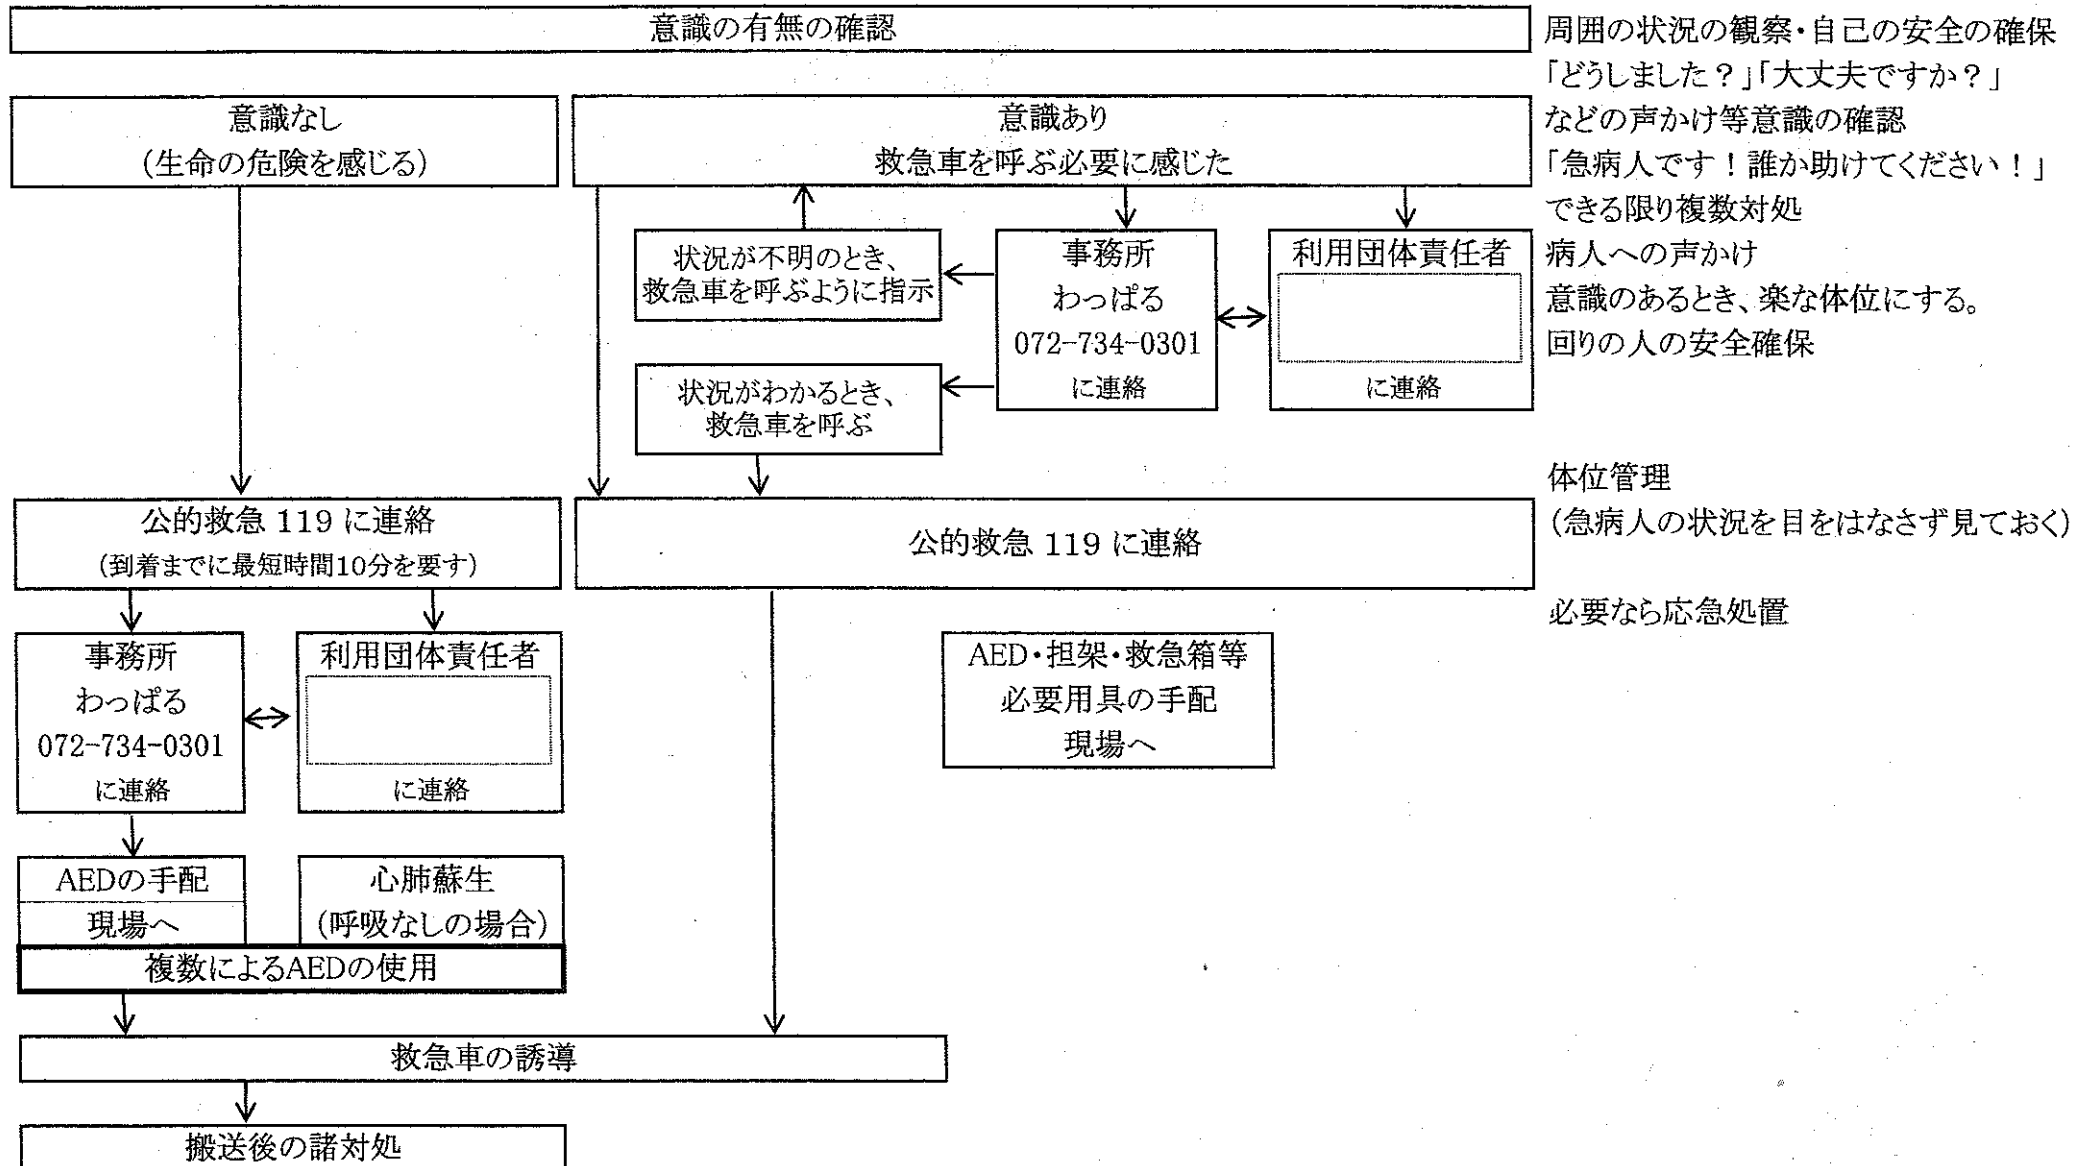 意識の有無の確認
周囲の状況の観察・自己の安全の確保
「どうしました？」「大丈夫ですか？」
などの声かけ等意識の確認
「急病人です！誰か助けてください！」
できる限り複数対処
病人への声かけ
意識のあるとき、楽な体位にする。
回りの人の安全確保
意識なし
(生命の危険を感じる)
意識あり
救急車を呼ぶ必要に感じた
状況が不明のとき、
救急車を呼ぶように指示
事務所
わっぱる
072-734-0301
に連絡
利用団体責任者
に連絡
状況がわかるとき、
救急車を呼ぶ
体位管理
(急病人の状況を目をはなさず見ておく)
必要なら応急処置
公的救急 119 に連絡
(到着までに最短時間10分を要す)
公的救急 119 に連絡
事務所
わっぱる
072-734-0301
に連絡
利用団体責任者
に連絡
AED・担架・救急箱等
必要用具の手配
現場へ
AEDの手配
現場へ
心肺蘇生
(呼吸なしの場合)
複数によるAEDの使用
救急車の誘導
搬送後の諸対処